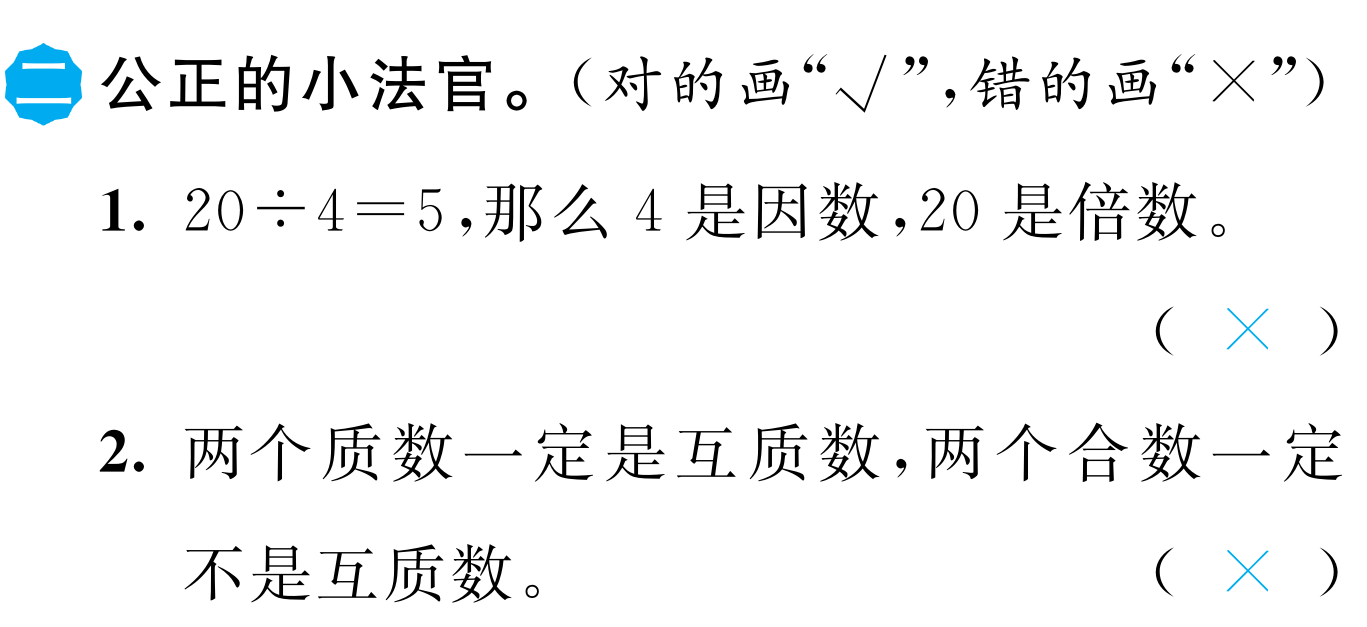 二 公正的小法官。(对的画“√”,错的画“×”)
1. 20÷4=5,那么 4 是因数,20 是倍数。
( × )
2. 两个质数一定是互质数,两个合数一定
不是互质数。 ( × )